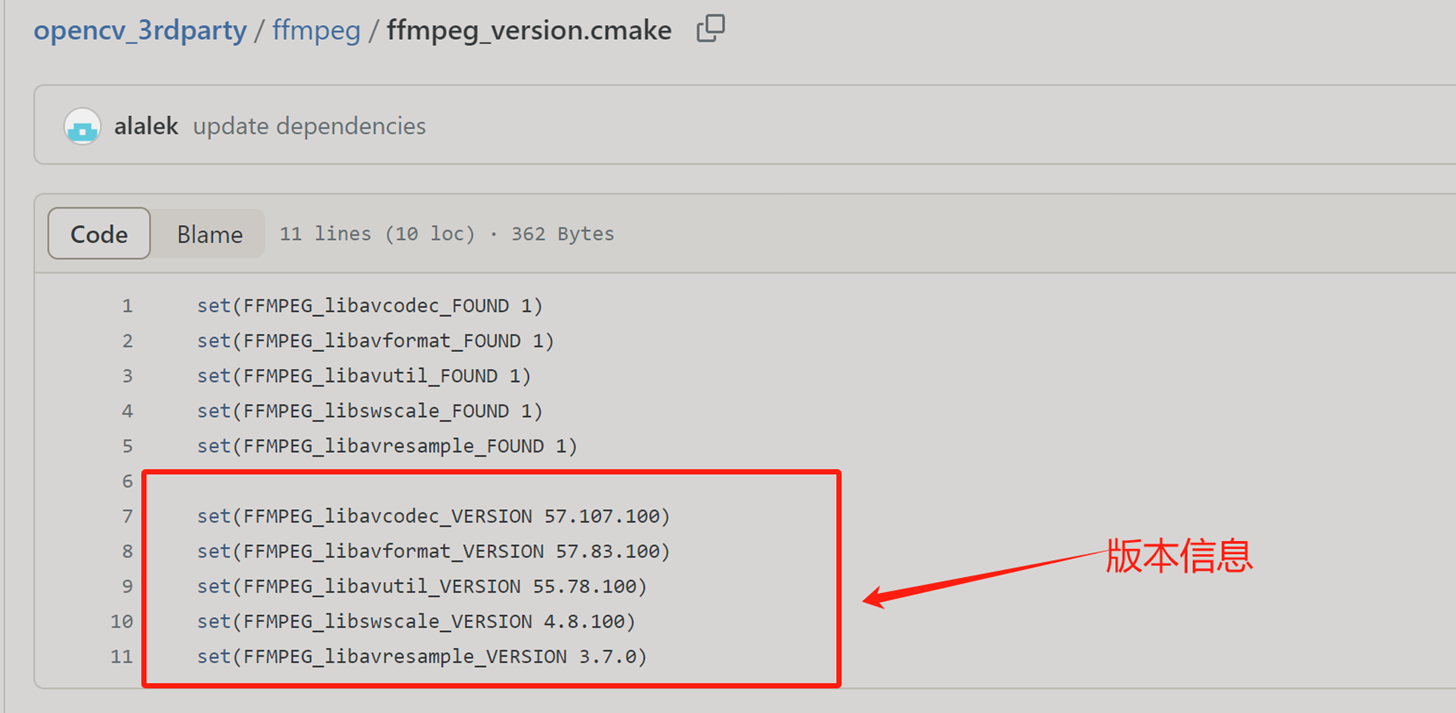 opencv_3rdparty / ffmpeg / ffmpeg_version.cmake
alalek update dependencies
Code Blame 11 lines (10 loc) · 362 Bytes
1 set(FFMPEG_libavcodec_FOUND 1)
2 set(FFMPEG_libavformat_FOUND 1)
3 set(FFMPEG_libavutil_FOUND 1)
4 set(FFMPEG_libswscale_FOUND 1)
5 set(FFMPEG_libavresample_FOUND 1)
6
7 set(FFMPEG_libavcodec_VERSION 57.107.100)
8 set(FFMPEG_libavformat_VERSION 57.83.100)
9 set(FFMPEG_libavutil_VERSION 55.78.100)
10 set(FFMPEG_libswscale_VERSION 4.8.100)
11 set(FFMPEG_libavresample_VERSION 3.7.0)
版本信息